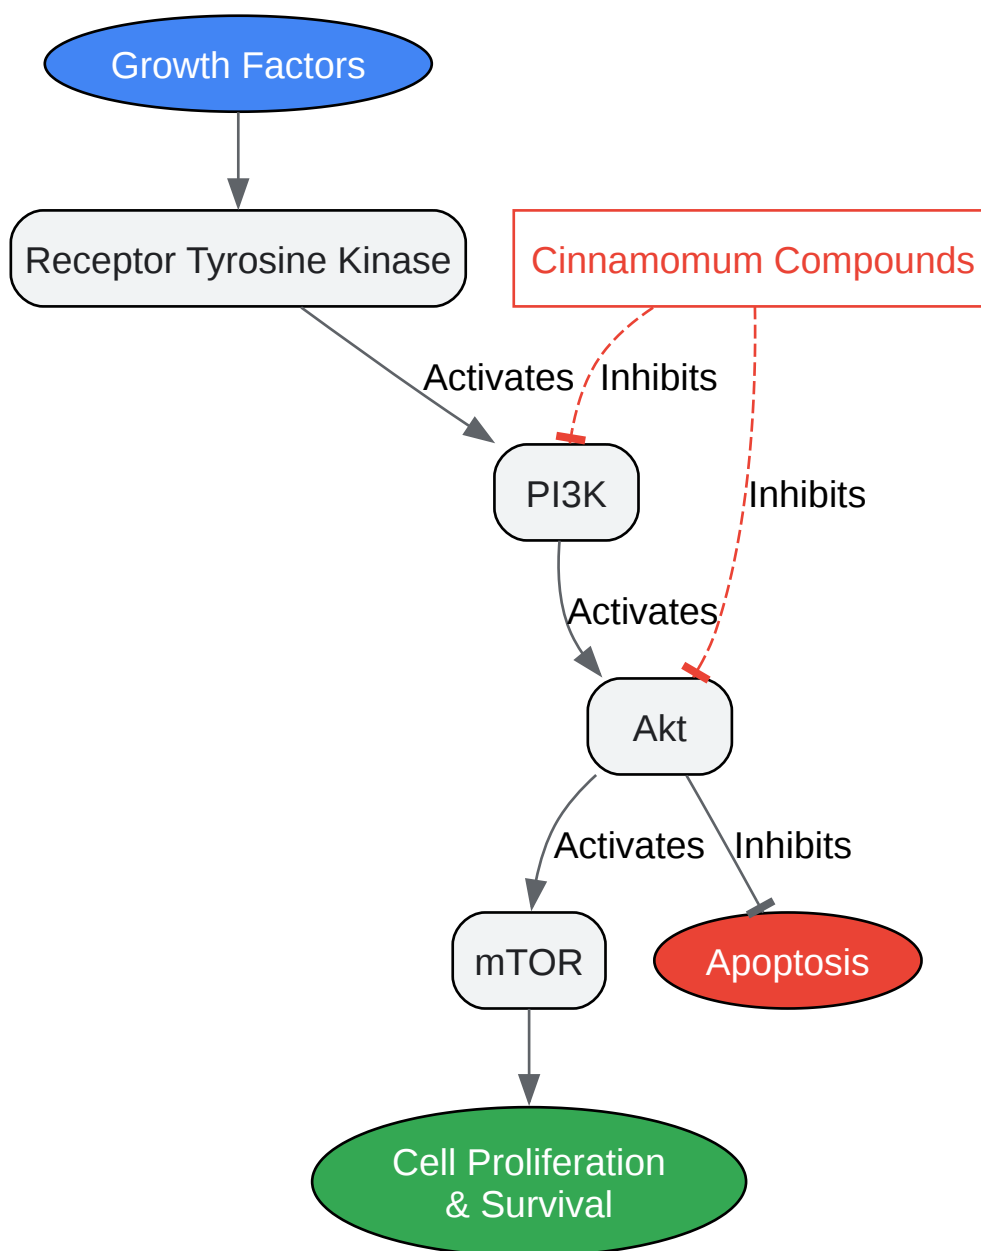 Growth Factors
Receptor Tyrosine Kinase
Cinnamomum Compounds
Activates
Inhibits
PI3K
Inhibits
Activates
Akt
Activates
Inhibits
mTOR
Apoptosis
Cell Proliferation
& Survival